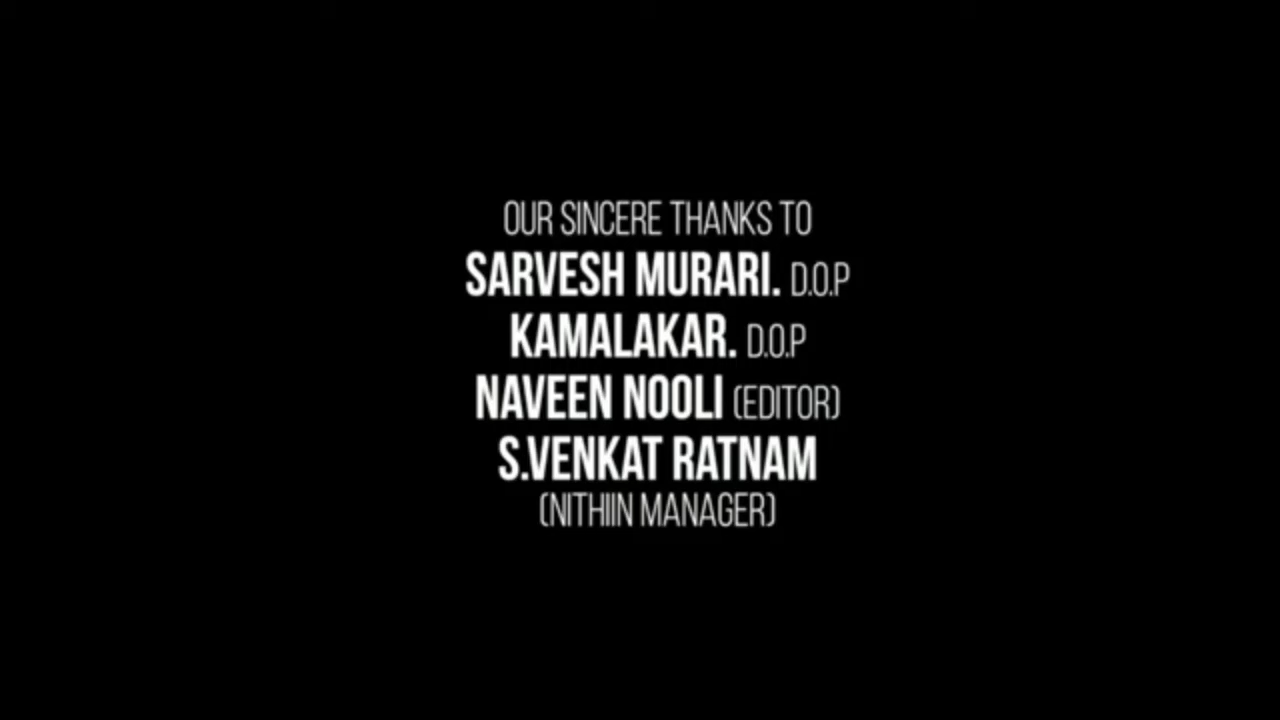 OUR SINCERE THANKS TO
SARVESH MURARI. D.O.P
KAMALAKAR. D.O.P
NAVEEN NOOLI (EDITOR)
S.VENKAT RATNAM
(NITHIIN MANAGER)